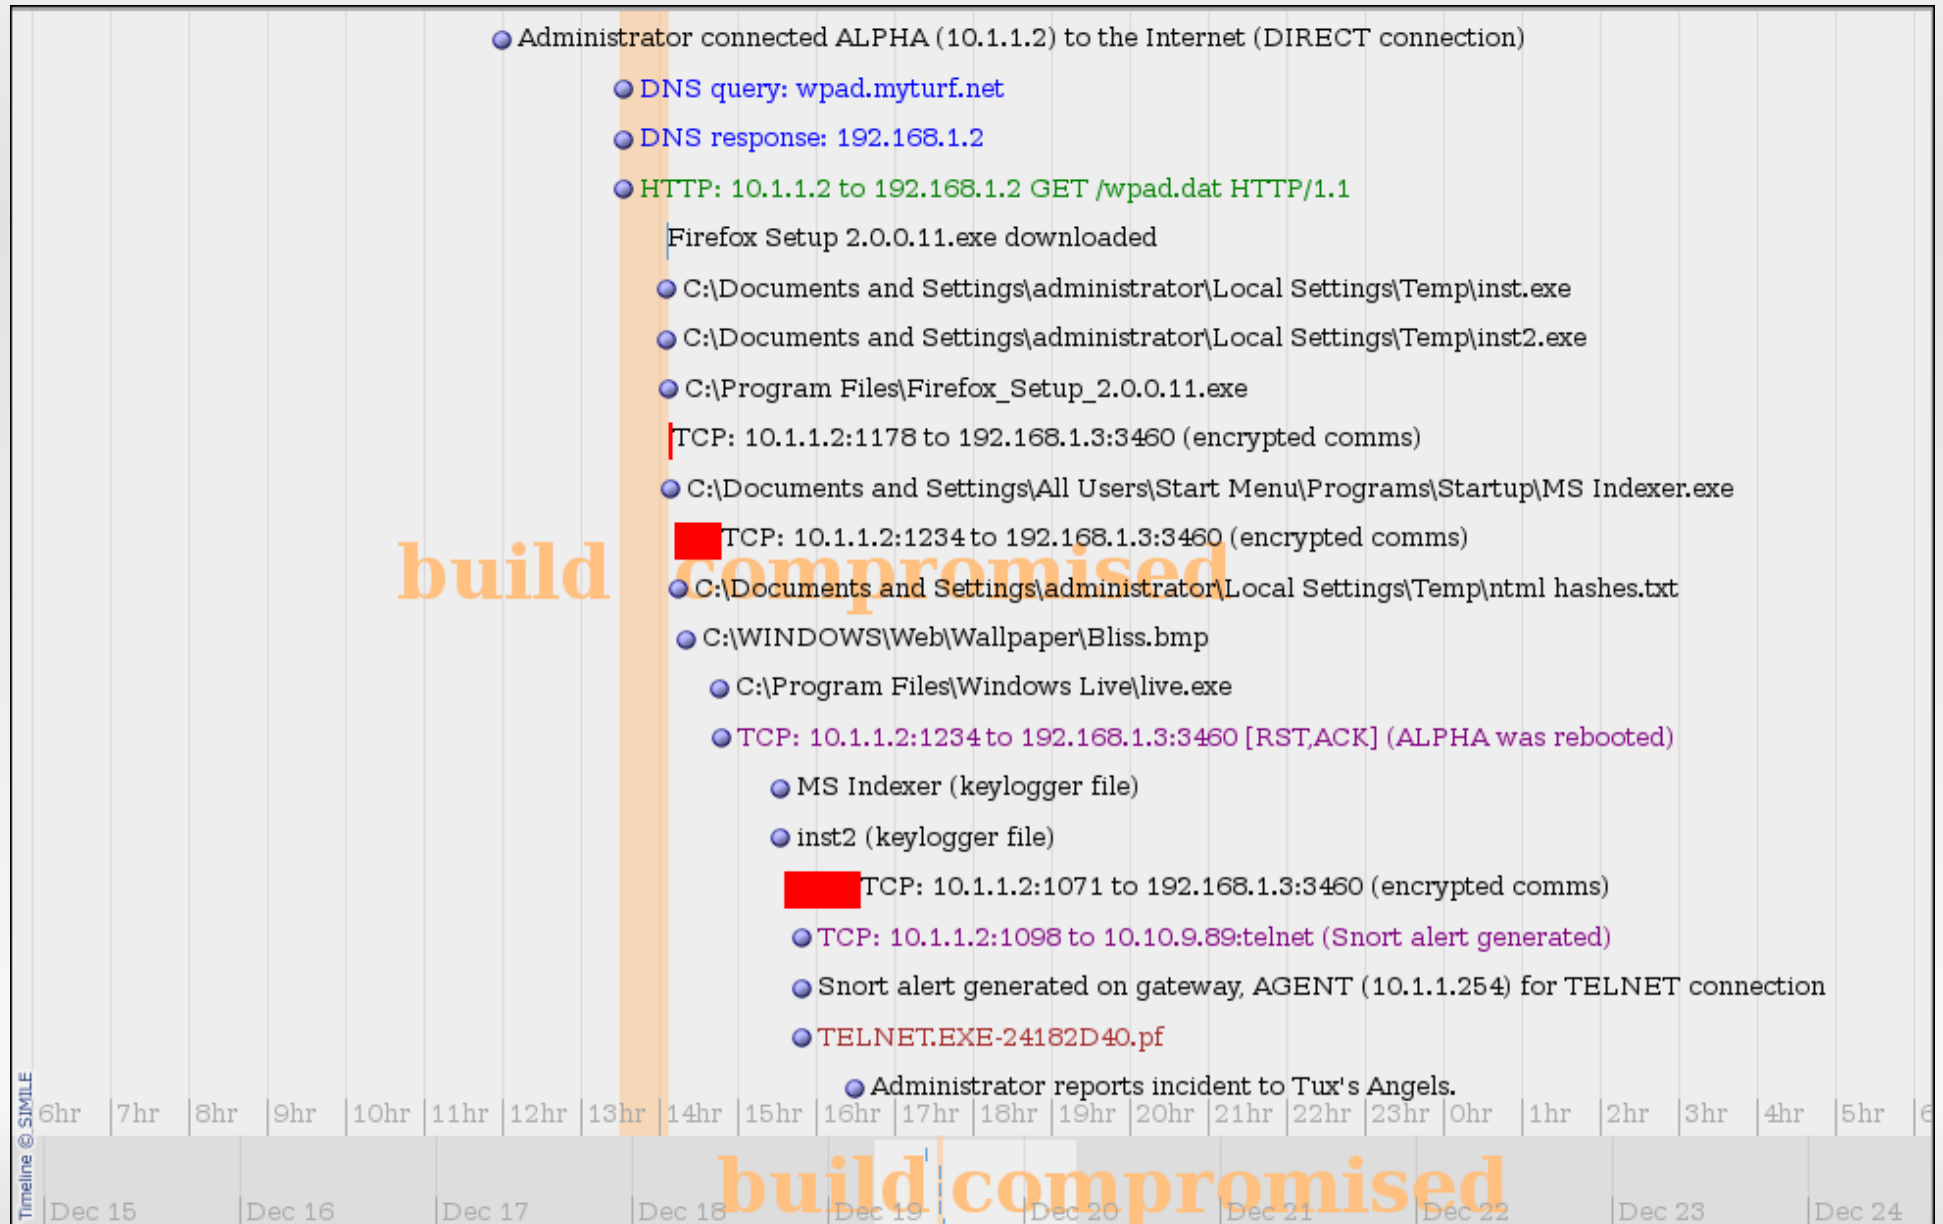 Administrator connected ALPHA (10.1.1.2) to the Internet (DIRECT connection)
DNS query: wpad.myturf.net
DNS response: 192.168.1.2
HTTP: 10.1.1.2 to 192.168.1.2 GET /wpad.dat HTTP/1.1
Firefox Setup 2.0.0.11.exe downloaded
C:\Documents and Settings\administrator\Local Settings\Temp\inst.exe
C:\Documents and Settings\administrator\Local Settings\Temp\inst2.exe
C:\Program Files\Firefox_Setup_2.0.0.11.exe
TCP: 10.1.1.2:1178 to 192.168.1.3:3460 (encrypted comms)
C:\Documents and Settings\All Users\Start Menu\Programs\Startup\MS Indexer.exe
TCP: 10.1.1.2:1234 to 192.168.1.3:3460 (encrypted comms)
build compromised
C:\Documents and Settings\administrator\Local Settings\Temp\ntml hashes.txt
C:\WINDOWS\Web\Wallpaper\Bliss.bmp
C:\Program Files\Windows Live\live.exe
TCP: 10.1.1.2:1234 to 192.168.1.3:3460 [RST,ACK] (ALPHA was rebooted)
MS Indexer (keylogger file)
inst2 (keylogger file)
TCP: 10.1.1.2:1071 to 192.168.1.3:3460 (encrypted comms)
TCP: 10.1.1.2:1098 to 10.10.9.89:telnet (Snort alert generated)
Snort alert generated on gateway, AGENT (10.1.1.254) for TELNET connection
TELNET.EXE-24182D40.pf
Administrator reports incident to Tux's Angels.
6hr 7hr 8hr 9hr 10hr 11hr 12hr 13hr 14hr 15hr 16hr 17hr 18hr 19hr 20hr 21hr 22hr 23hr 0hr 1hr 2hr 3hr 4hr 5hr 6
build compromised
Dec 15 Dec 16 Dec 17 Dec 18 Dec 19 Dec 20 Dec 21 Dec 22 Dec 23 Dec 24
Timeline © SIMILE